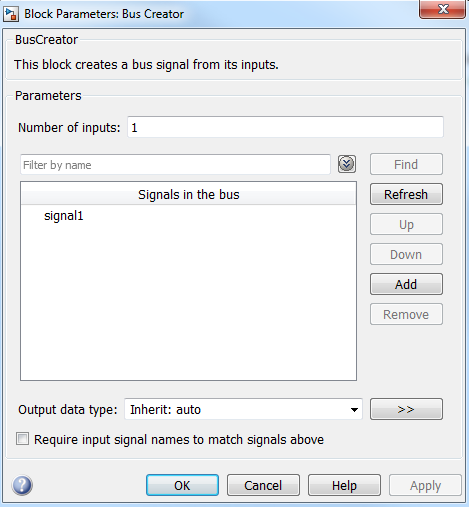 Block Parameters: Bus Creator
BusCreator
This block creates a bus signal from its inputs.
Parameters
Number of inputs: 1
Filter by name
Find
Signals in the bus
Refresh
signal1
Up
Down
Add
Remove
Output data type: Inherit: auto >>
Require input signal names to match signals above
? OK Cancel Help Apply